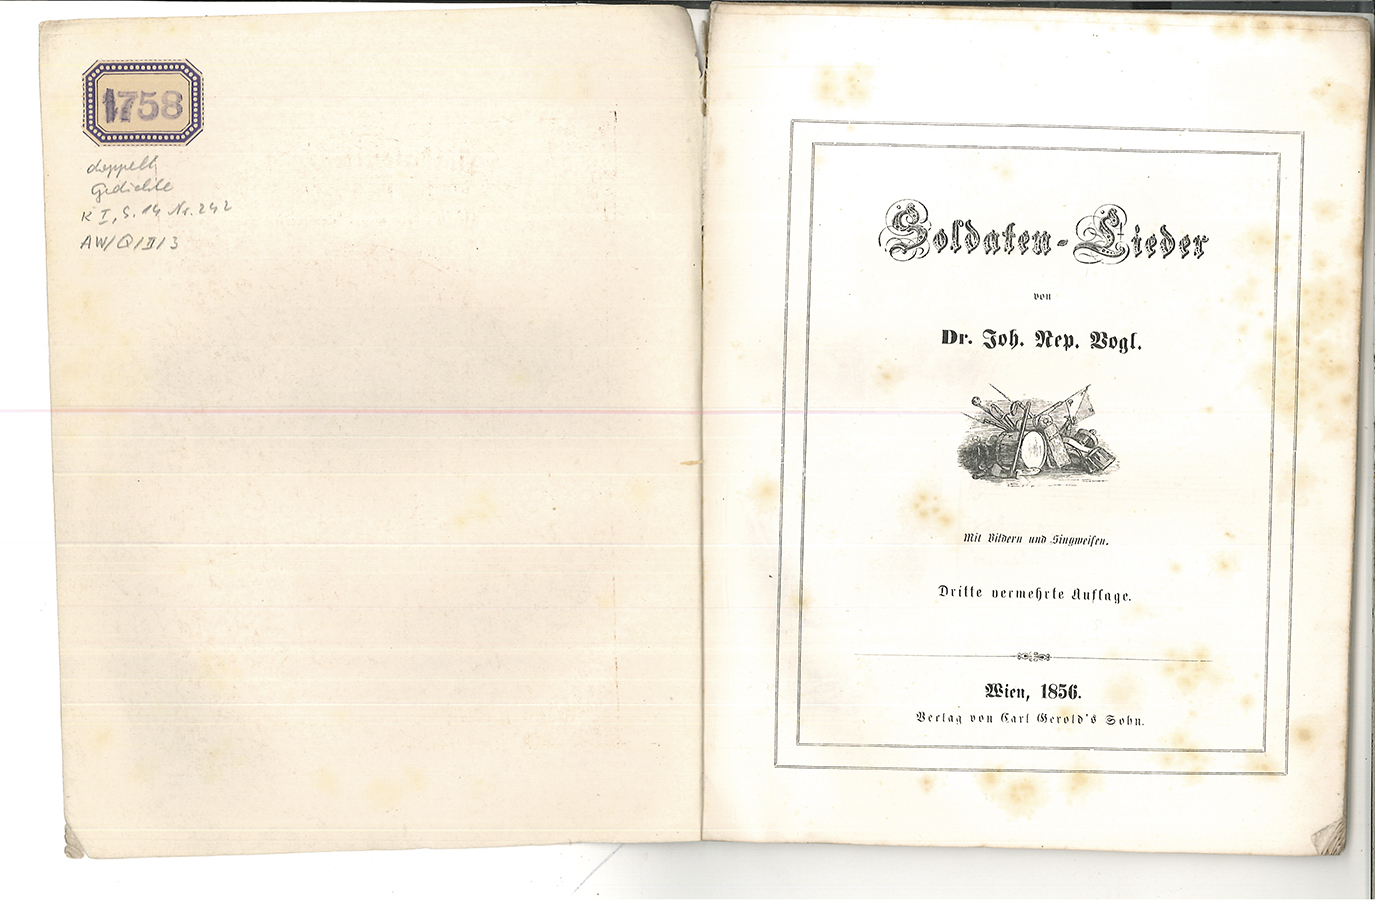 1758
doppelt
Gedichte
K I, S. 14 Nr. 242
AW/Q/II/3
Soldaten-Lieder
von
Dr. Joh. Nep. Vogl.
Mit Bildern und Singweisen.
Dritte vermehrte Auflage.
Wien, 1856.
Verlag von Carl Gerold's Sohn.